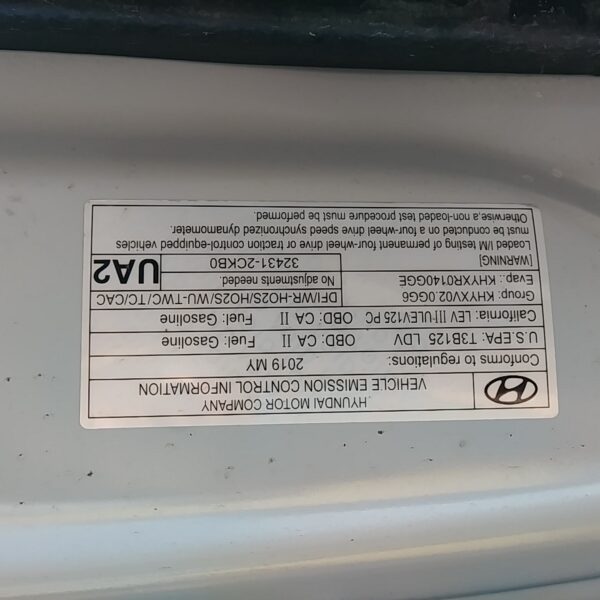 HYUNDAI MOTOR COMPANY
VEHICLE EMISSION CONTROL INFORMATION
Conforms to regulations: 2019 MY
U.S.EPA: T3B125 LDV OBD: CA II Fuel: Gasoline
California: LEV III-ULEV125 PC OBD: CA II Fuel: Gasoline
Group: KHYXV02.0GG6 DFI/WR-HO2S/HO2S/WU-TWC/TC/CAC
Evap.: KHYXR0140GGE No adjustments needed.
[WARNING] 32431-2CKB0 UA2
Loaded I/M testing of permanent four-wheel drive or traction control-equipped vehicles
must be conducted on a four-wheel drive speed synchronized dynamometer.
Otherwise, a non-loaded test procedure must be performed.